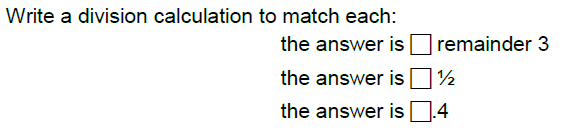 Write a division calculation to match each:
the answer is □ remainder 3
the answer is □ ½
the answer is □.4